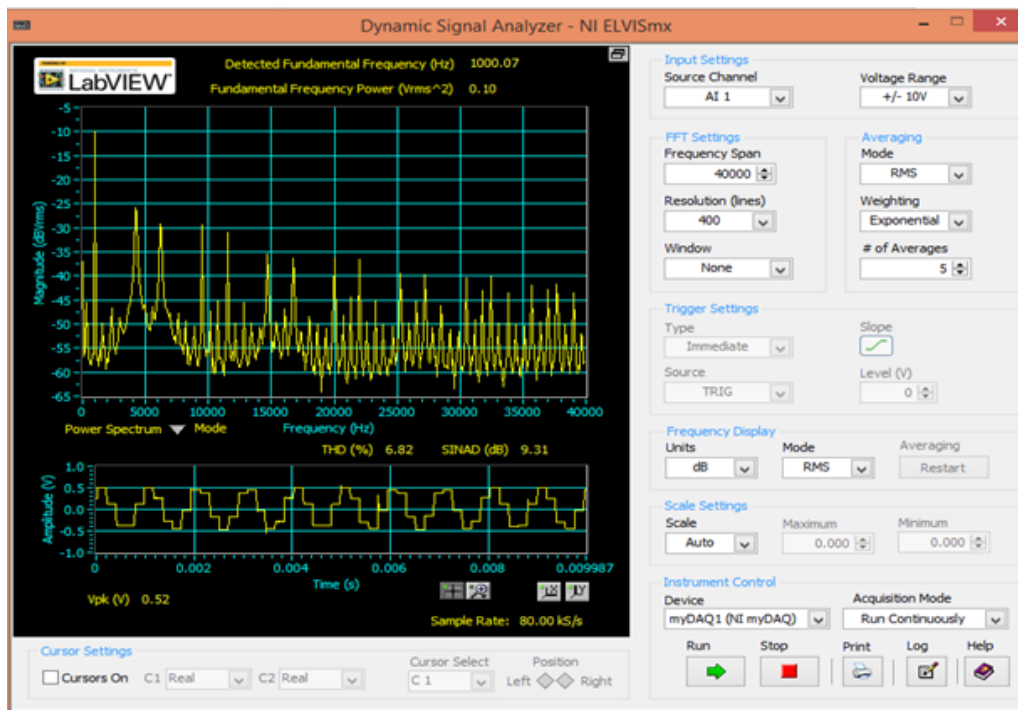 Dynamic Signal Analyzer - NI ELVISmx
LabVIEW
Detected Fundamental Frequency (Hz) 1000.07
Fundamental Frequency Power (Vrms^2) 0.10
Magnitude (dBVrms)
-5
-10
-15
-20
-25
-30
-35
-40
-45
-50
-55
-60
-65
0 5000 10000 15000 20000 25000 30000 35000 40000
Power Spectrum Mode Frequency (Hz)
THD (%) 6.82 SINAD (dB) 9.31
Amplitude (V)
1.0
0.5
0.0
-0.5
-1.0
0 0.002 0.004 0.006 0.008 0.009987
Time (s)
Vpk (V) 0.52
Sample Rate: 80.00 kS/s
Cursor Settings
Cursors On C1 Real C2 Real
Cursor Select
C 1
Position
Left Right
Input Settings
Source Channel
AI 1
Voltage Range
+/- 10V
FFT Settings
Frequency Span
40000
Resolution (lines)
400
Window
None
Averaging
Mode
RMS
Weighting
Exponential
# of Averages
5
Trigger Settings
Type
Immediate
Slope
Source
TRIG
Level (V)
0
Frequency Display
Units
dB
Mode
RMS
Averaging
Restart
Scale Settings
Scale
Auto
Maximum
0.000
Minimum
0.000
Instrument Control
Device
myDAQ1 (NI myDAQ)
Acquisition Mode
Run Continuously
Run Stop Print Log Help